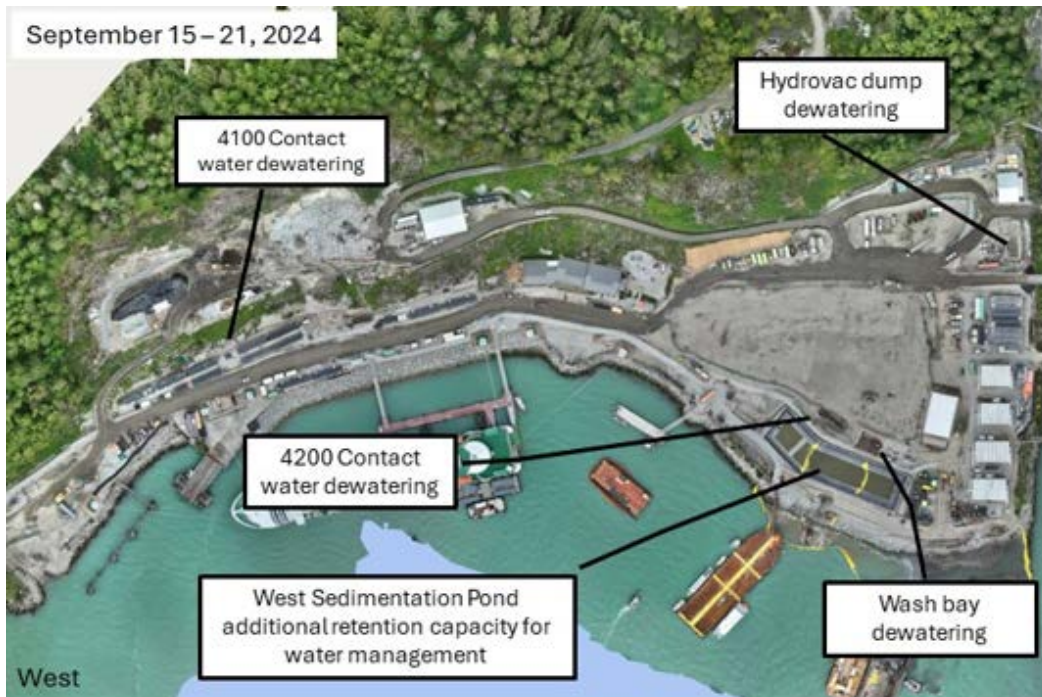 September 15 – 21, 2024
Hydrovac dump
dewatering
4100 Contact
water dewatering
4200 Contact
water dewatering
West Sedimentation Pond
additional retention capacity for
water management
Wash bay
dewatering
West